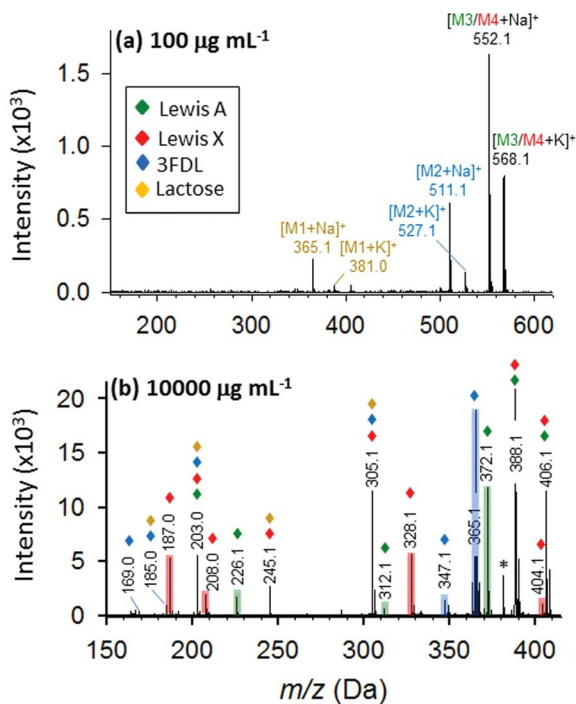 (a) 100 µg mL-1
[M3/M4+Na]+
552.1
[M3/M4+K]+
568.1
[M2+Na]+
511.1
[M2+K]+
527.1
[M1+Na]+
365.1
[M1+K]+
381.0
Lewis A
Lewis X
3FDL
Lactose
Intensity (x10³)
1.5
1.0
0.5
0.0
200 300 400 500 600
(b) 10000 µg mL-1
Intensity (x10³)
20
15
10
5
0
169.0
185.0
187.0
203.0
208.0
226.1
245.1
305.1
312.1
328.1
347.1
365.1
372.1
*
388.1
404.1
406.1
150 200 250 300 350 400
m/z (Da)